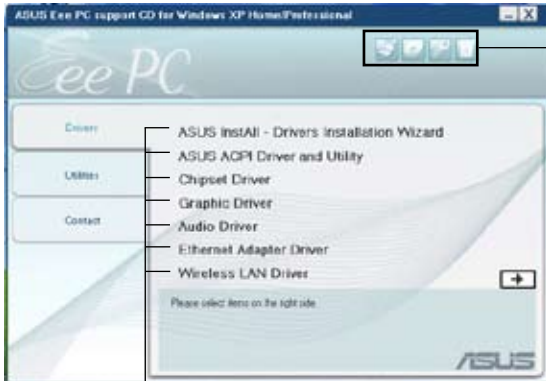 ASUS Eee PC support CD for Windows XP Home/Professional
Eee PC
Drivers
Utilities
Contact
ASUS InstAll - Drivers Installation Wizard
ASUS ACPI Driver and Utility
Chipset Driver
Graphic Driver
Audio Driver
Ethernet Adapter Driver
Wireless LAN Driver
Please select items on the right side.
ASUS